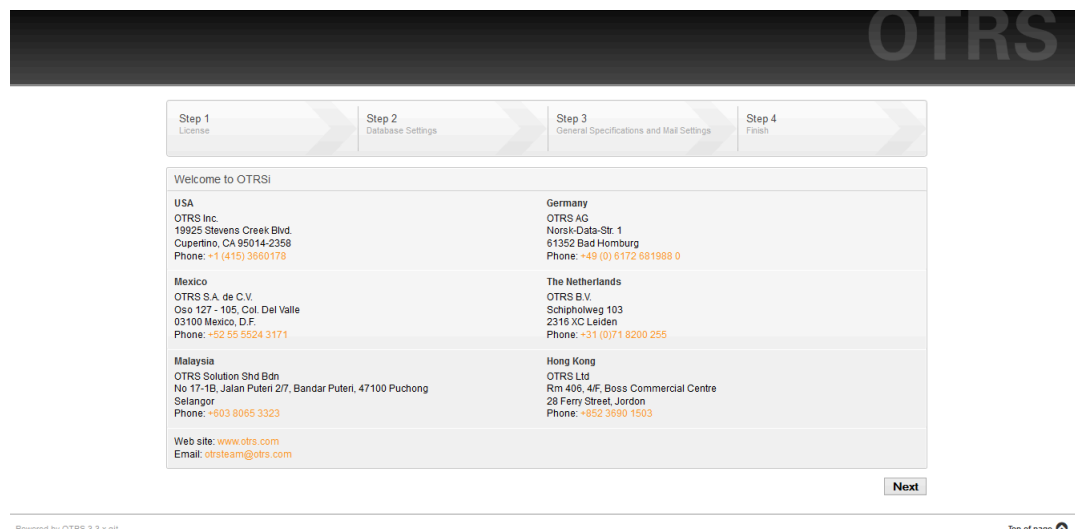 OTRS
Step 1
License
Step 2
Database Settings
Step 3
General Specifications and Mail Settings
Step 4
Finish
Welcome to OTRSi
USA
OTRS Inc.
19925 Stevens Creek Blvd.
Cupertino, CA 95014-2358
Phone: +1 (415) 3660178
Germany
OTRS AG
Norsk-Data-Str. 1
61352 Bad Homburg
Phone: +49 (0) 6172 681988 0
Mexico
OTRS S.A. de C.V.
Oso 127 - 105, Col. Del Valle
03100 Mexico, D.F.
Phone: +52 55 5524 3171
The Netherlands
OTRS B.V.
Schipholweg 103
2316 XC Leiden
Phone: +31 (0)71 8200 255
Malaysia
OTRS Solution Shd Bdn
No 17-1B, Jalan Puteri 2/7, Bandar Puteri, 47100 Puchong
Selangor
Phone: +603 8065 3323
Hong Kong
OTRS Ltd
Rm 406, 4/F, Boss Commercial Centre
28 Ferry Street, Jordon
Phone: +852 3690 1503
Web site: www.otrs.com
Email: otrsteam@otrs.com
Next
Powered by OTRS 3.3.x git
Top of page